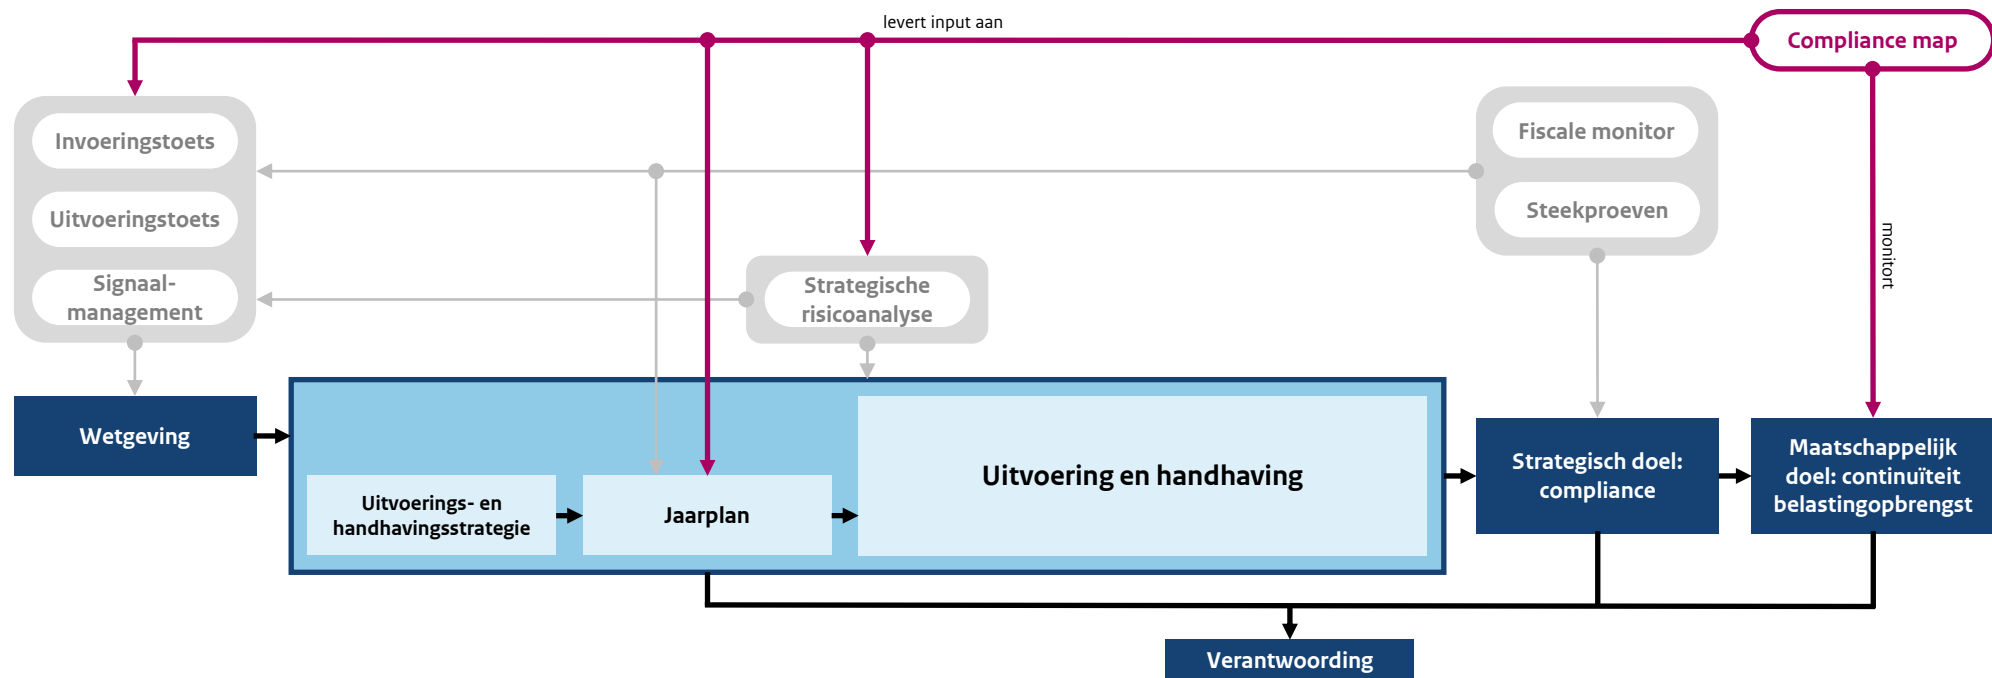 levert input aan
Compliance map
Invoeringstoets
Uitvoeringstoets
Signaal-
management
Fiscale monitor
Steekproeven
monitort
Strategische
risicoanalyse
Wetgeving
Uitvoerings- en
handhavingsstrategie
Jaarplan
Uitvoering en handhaving
Strategisch doel:
compliance
Maatschappelijk
doel: continuïteit
belastingopbrengst
Verantwoording